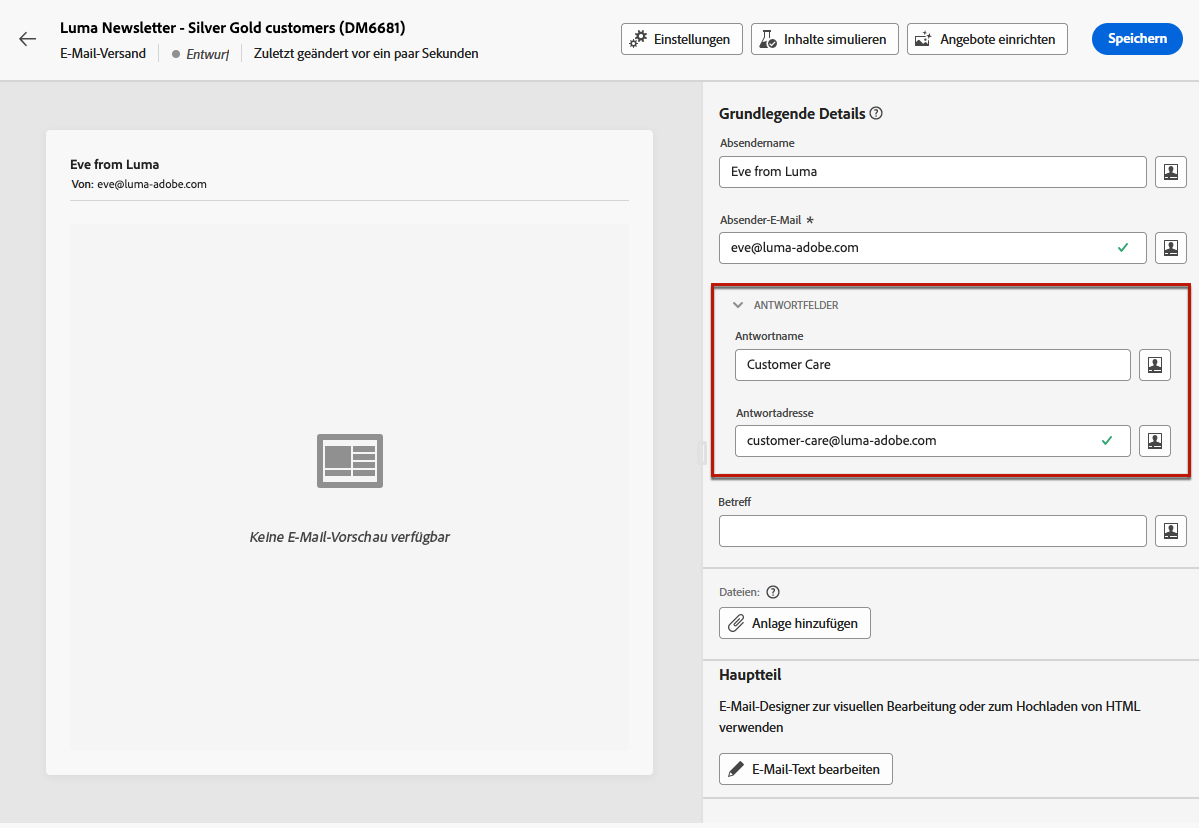 Luma Newsletter - Silver Gold customers (DM6681)
E-Mail-Versand
Entwurf
Zuletzt geändert vor ein paar Sekunden
Einstellungen
Inhalte simulieren
Angebote einrichten
Speichern
Eve from Luma
Von: eve@luma-adobe.com
Keine E-Mail-Vorschau verfügbar
Grundlegende Details
Absendername
Eve from Luma
Absender-E-Mail *
eve@luma-adobe.com
ANTWORTFELDER
Antwortname
Customer Care
Antwortadresse
customer-care@luma-adobe.com
Betreff
Dateien:
Anlage hinzufügen
Hauptteil
E-Mail-Designer zur visuellen Bearbeitung oder zum Hochladen von HTML
verwenden
E-Mail-Text bearbeiten